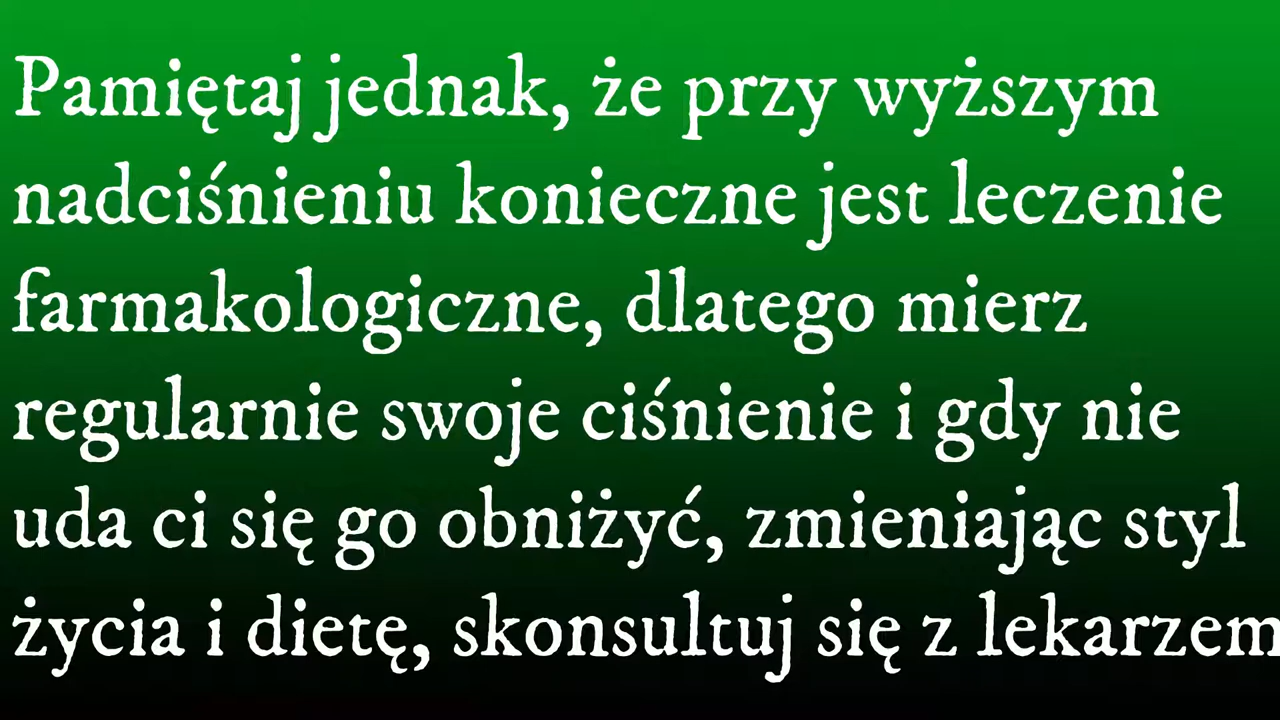 Pamiętaj jednak, że przy wyższym
nadciśnieniu konieczne jest leczenie
farmakologiczne, dlatego mierz
regularnie swoje ciśnienie i gdy nie
uda ci się go obniżyć, zmieniając styl
życia i dietę, skonsultuj się z lekarzem